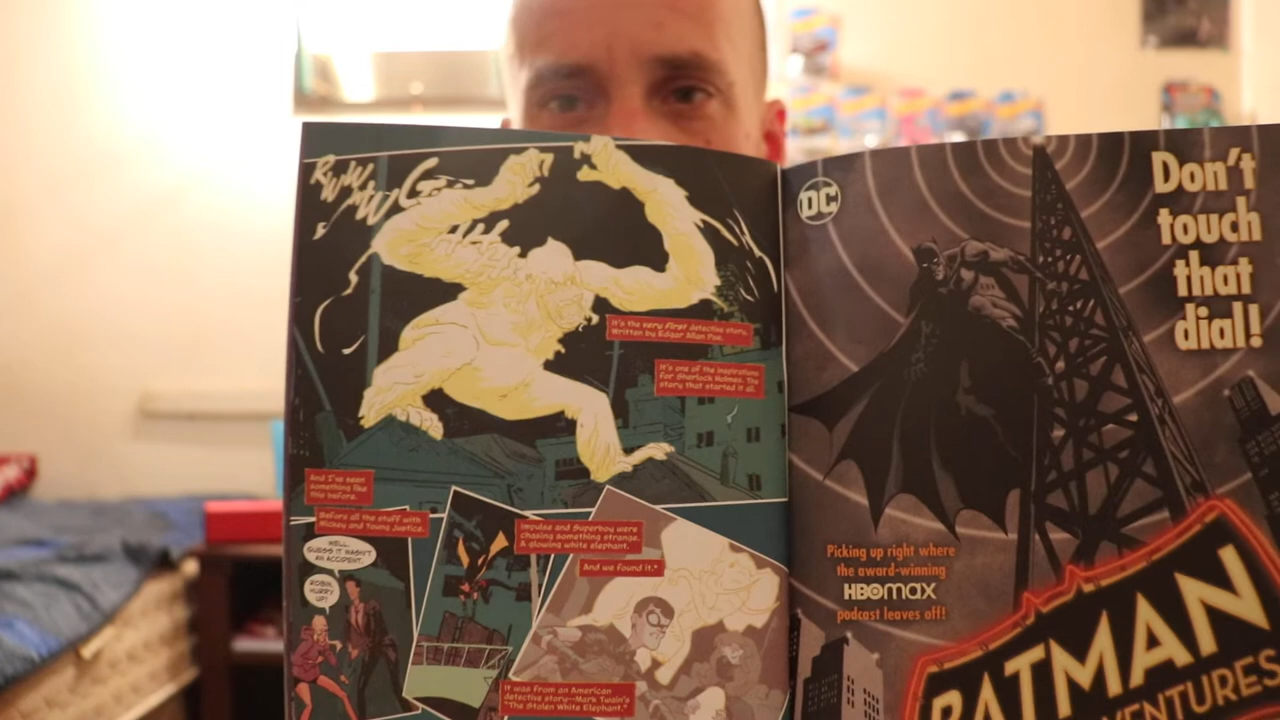 It's the very first detective story.
Written by Edgar Allan Poe.
It's one of the inspirations
for Sherlock Holmes. The
story that started it all.
And I've seen
something like
this before.
Before all the stuff with
Mickey and Young Justice.
WELL,
GUESS IT WASN'T
AN ACCIDENT.
ROBIN,
HURRY
UP!
Impulse and Superboy were
chasing something strange.
A glowing white elephant.
And we found it.*
It was from an American
detective story--Mark Twain's
"The Stolen White Elephant."
DC
Don't
touch
that
dial!
Picking up right where
the award-winning
HBOmax
podcast leaves off!
BATMAN
VENTURES